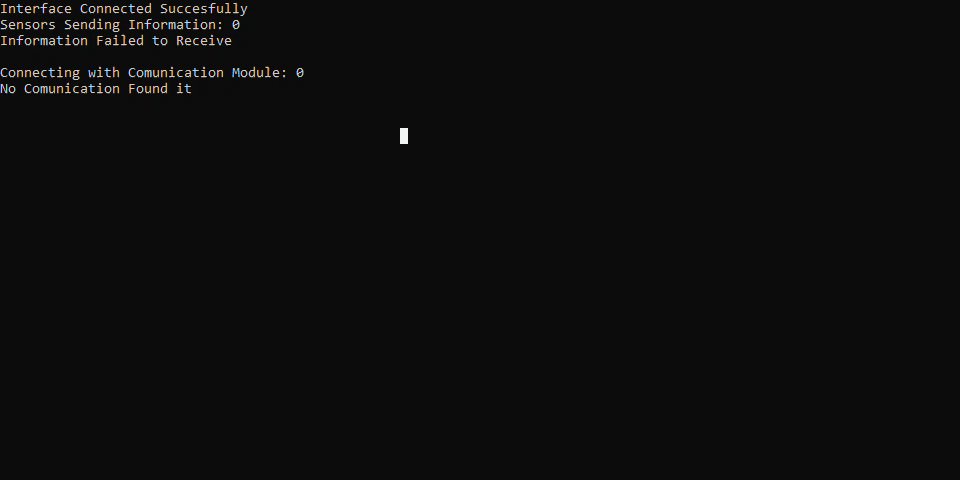 Interface Connected Succesfully
Sensors Sending Information: 0
Information Failed to Receive
Connecting with Comunication Module: 0
No Comunication Found it